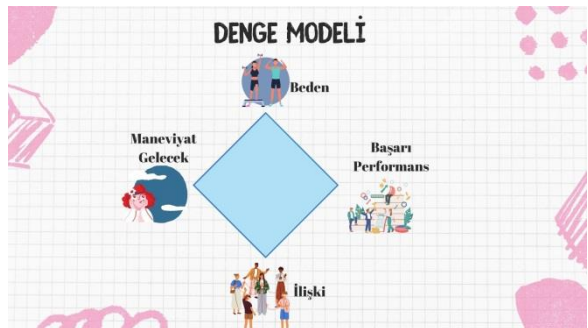 DENGE MODELİ
Beden
Maneviyat
Gelecek
Başarı
Performans
İlişki